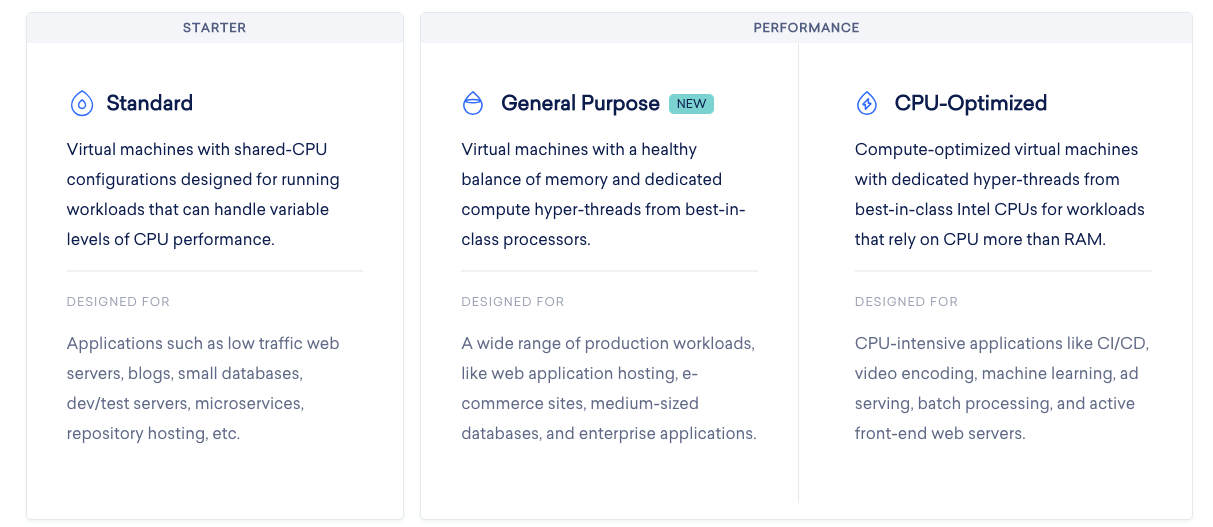 STARTER
Standard
Virtual machines with shared-CPU
configurations designed for running
workloads that can handle variable
levels of CPU performance.
DESIGNED FOR
Applications such as low traffic web
servers, blogs, small databases,
dev/test servers, microservices,
repository hosting, etc.
PERFORMANCE
General Purpose NEW
Virtual machines with a healthy
balance of memory and dedicated
compute hyper-threads from best-in-
class processors.
DESIGNED FOR
A wide range of production workloads,
like web application hosting, e-
commerce sites, medium-sized
databases, and enterprise applications.
CPU-Optimized
Compute-optimized virtual machines
with dedicated hyper-threads from
best-in-class Intel CPUs for workloads
that rely on CPU more than RAM.
DESIGNED FOR
CPU-intensive applications like CI/CD,
video encoding, machine learning, ad
serving, batch processing, and active
front-end web servers.